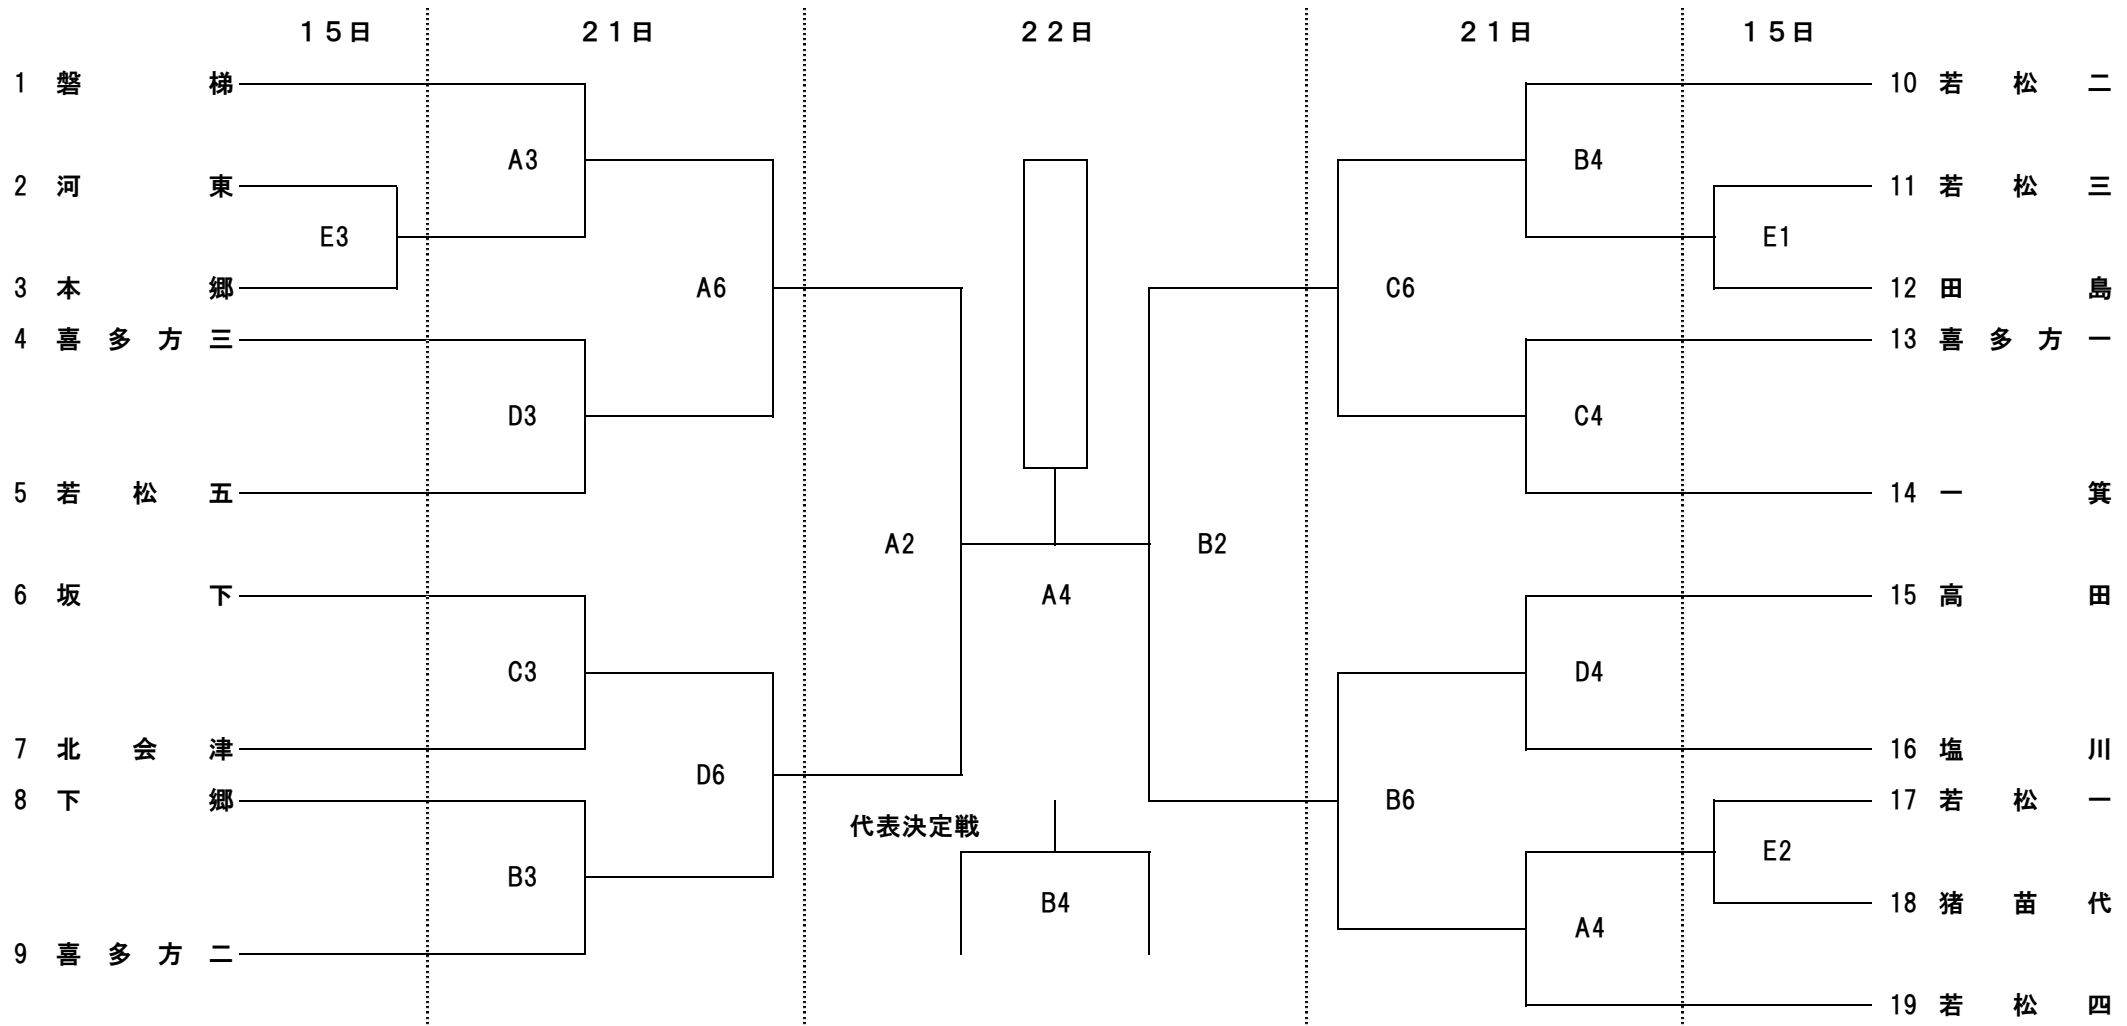 １５日 ２１日 ２２日 ２１日 １５日
1 磐梯 10 若松二
A3 B4
2 河東 11 若松三
E3 E1
3 本郷 A6 C6 12 田島
4 喜多方三 13 喜多方一
D3 C4
5 若松五 14 一箕
A2 B2
6 坂下 A4 15 高田
C3 D4
7 北会津 16 塩川
D6
8 下郷 B6 17 若松一
代表決定戦
E2
B3
B4 18 猪苗代
A4
9 喜多方二
19 若松四